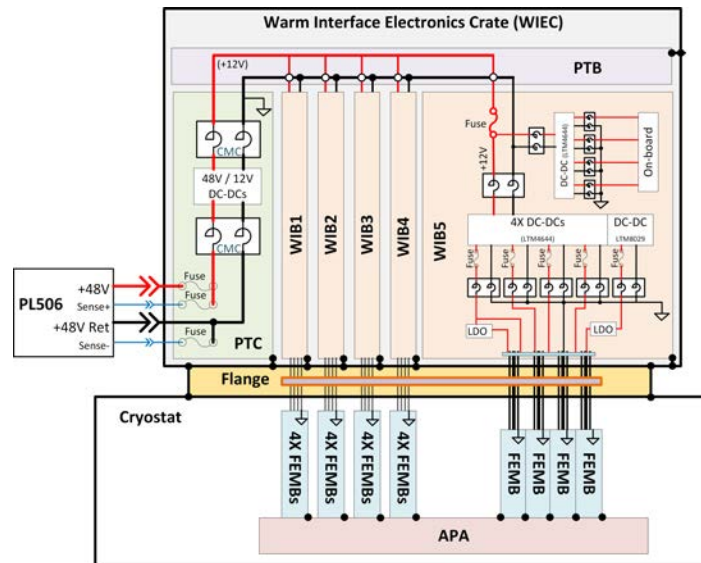 Warm Interface Electronics Crate (WIEC)
(+12V)
PTB
CMC
48V / 12V
DC-DCs
CMC
Fuse
Fuse
Fuse
PTC
PL506
+48V
Sense+
+48V Ret
Sense-
WIB1
WIB2
WIB3
WIB4
WIB5
Fuse
+12V
DC-DC (LTM4644)
On-board
4X DC-DCs
(LTM4644)
DC-DC
LTM8029
Fuse
Fuse
Fuse
Fuse
Fuse
LDO
LDO
Flange
Cryostat
4X FEMBs
4X FEMBs
4X FEMBs
4X FEMBs
FEMB
FEMB
FEMB
FEMB
APA